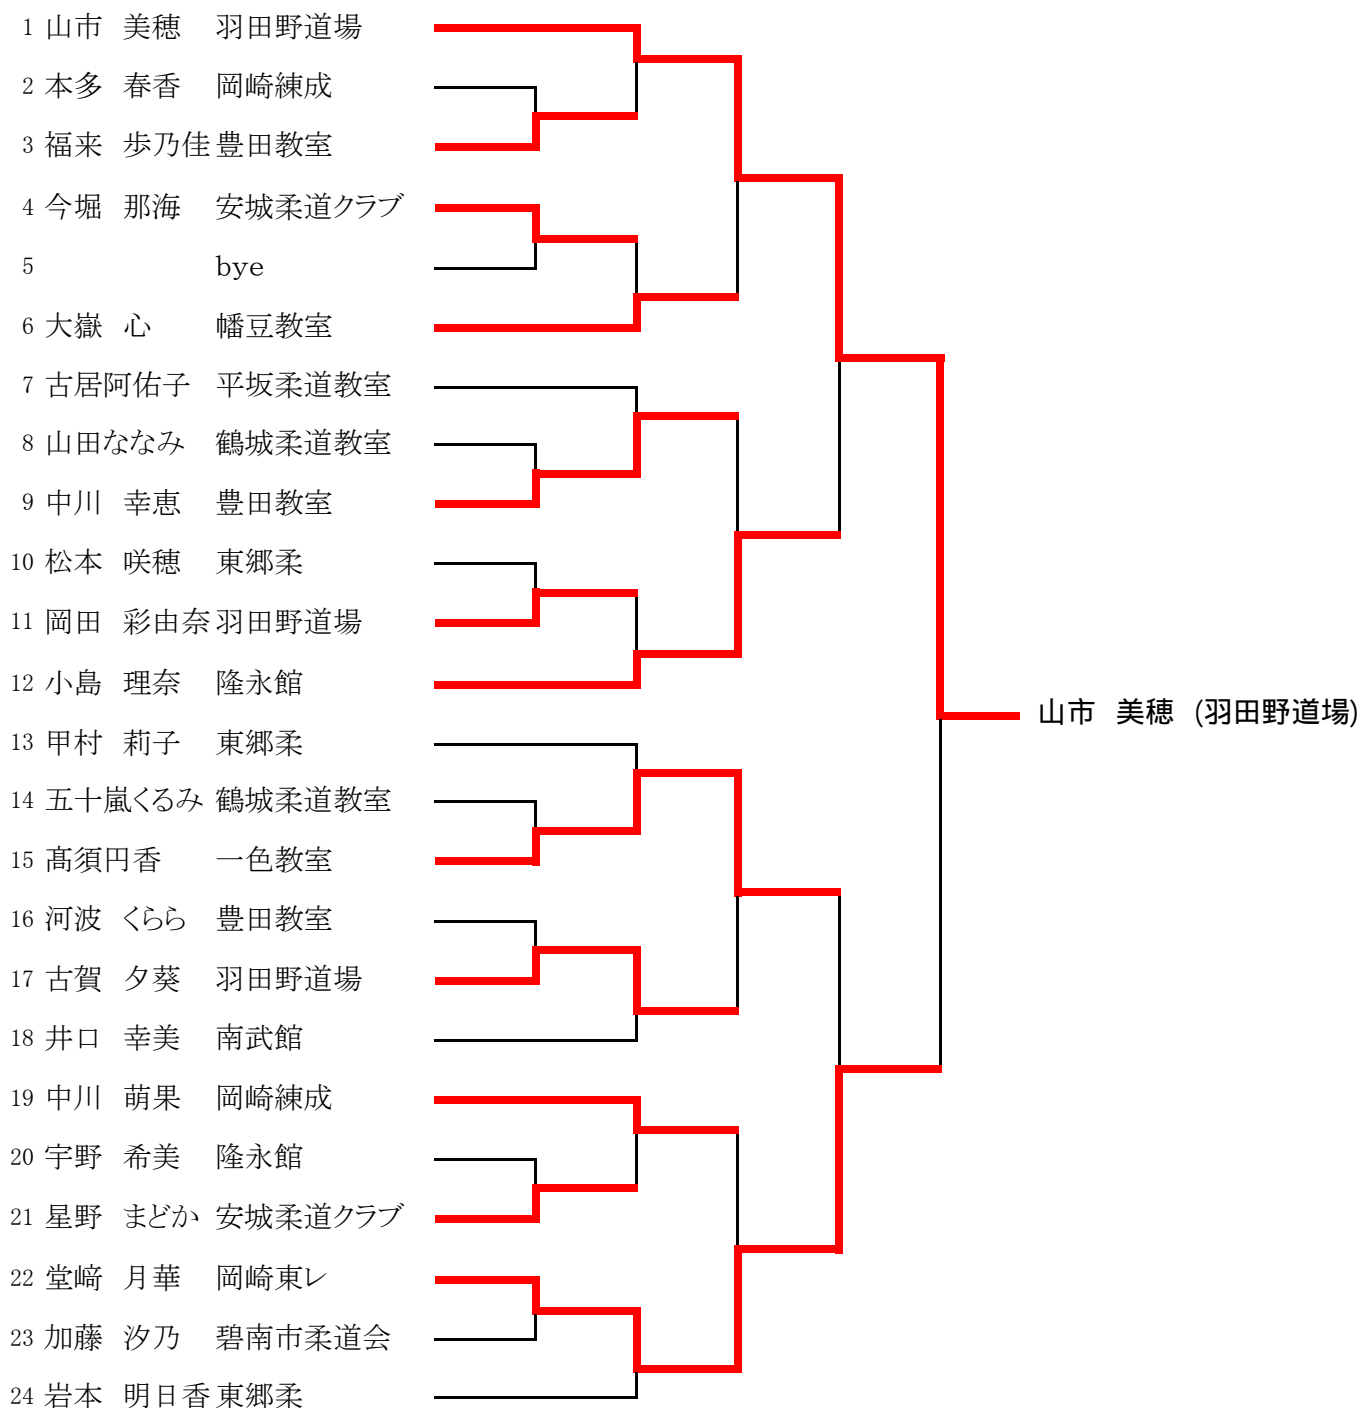 1 山市 美穂 羽田野道場
2 本多 春香 岡崎練成
3 福来 歩乃佳 豊田教室
4 今堀 那海 安城柔道クラブ
5 bye
6 大嶽 心 幡豆教室
7 古居阿佑子 平坂柔道教室
8 山田ななみ 鶴城柔道教室
9 中川 幸恵 豊田教室
10 松本 咲穂 東郷柔
11 岡田 彩由奈 羽田野道場
12 小島 理奈 隆永館
山市 美穂 (羽田野道場)
13 甲村 莉子 東郷柔
14 五十嵐くるみ 鶴城柔道教室
15 髙須円香 一色教室
16 河波 くらら 豊田教室
17 古賀 夕葵 羽田野道場
18 井口 幸美 南武館
19 中川 萌果 岡崎練成
20 宇野 希美 隆永館
21 星野 まどか 安城柔道クラブ
22 堂﨑 月華 岡崎東レ
23 加藤 汐乃 碧南市柔道会
24 岩本 明日香 東郷柔